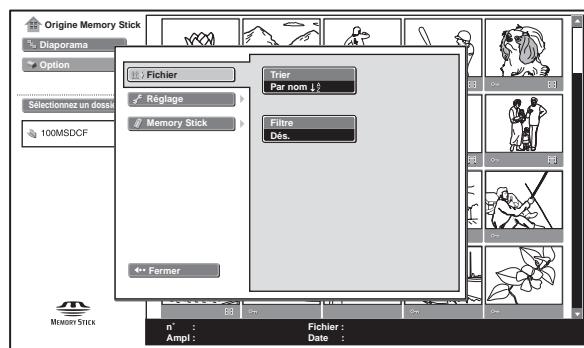 Origine Memory Stick
Diaporama
Option
Sélectionnez un dossie
100MSDCF
Fichier
Réglage
Memory Stick
Fermer
Trier
Par nom
Filtre
Dés.
MEMORY STICK
n° :
Fichier :
Ampl :
Date :